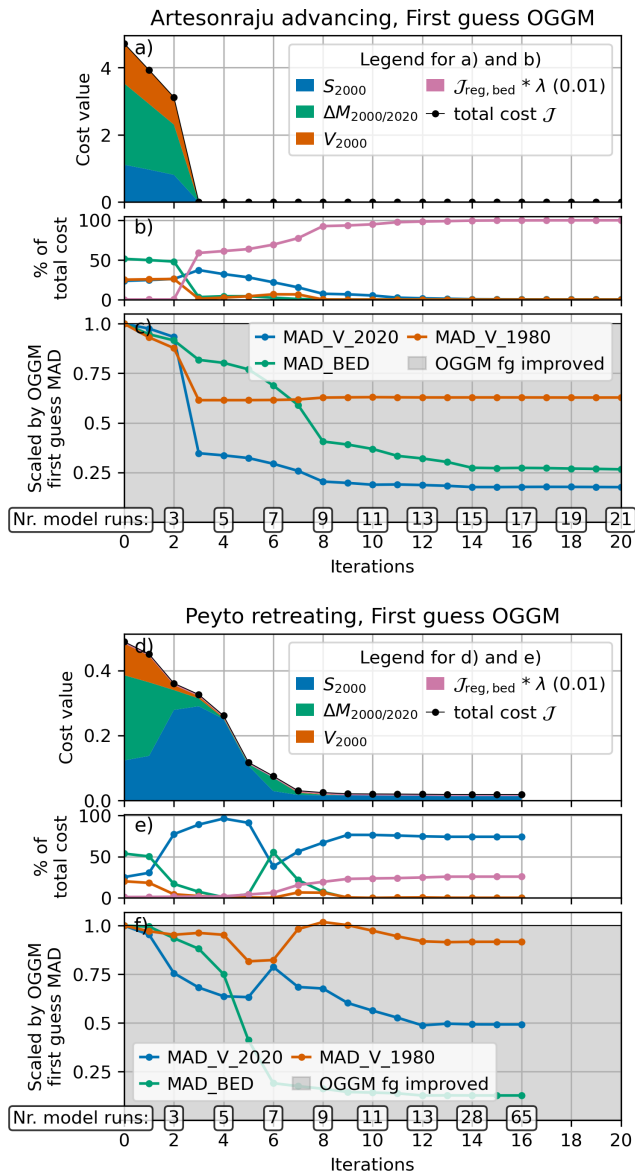 Artesonraju advancing, First guess OGGM
a)
Legend for a) and b)
S2000
ΔM2000/2020
V2000
𝒥reg, bed * λ (0.01)
total cost 𝒥
Cost value
4
2
0
b)
% of
total cost
100
50
0
c)
MAD_V_2020
MAD_BED
MAD_V_1980
OGGM fg improved
Scaled by OGGM
first guess MAD
1.0
0.75
0.5
0.25
Nr. model runs: 3 5 7 9 11 13 15 17 19 21
0 2 4 6 8 10 12 14 16 18 20
Iterations
Peyto retreating, First guess OGGM
d)
Legend for d) and e)
S2000
ΔM2000/2020
V2000
𝒥reg, bed * λ (0.01)
total cost 𝒥
Cost value
0.4
0.2
0.0
e)
% of
total cost
100
50
0
f)
Scaled by OGGM
first guess MAD
1.0
0.75
0.5
0.25
MAD_V_2020
MAD_BED
MAD_V_1980
OGGM fg improved
Nr. model runs: 3 5 7 9 11 13 28 65
0 2 4 6 8 10 12 14 16 18 20
Iterations